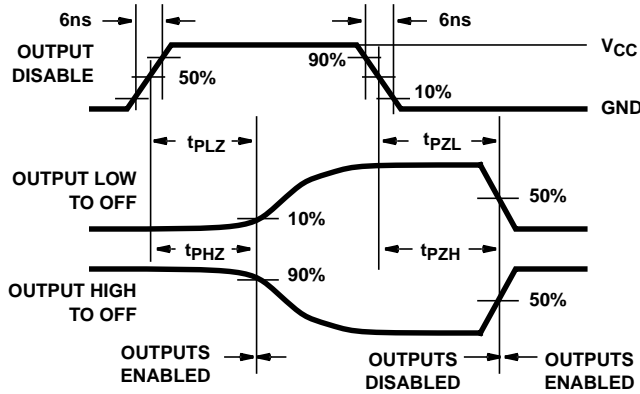 6ns
6ns
OUTPUT
DISABLE
50%
90%
10%
VCC
GND
tPLZ
tPZL
OUTPUT LOW
TO OFF
10%
50%
tPHZ
tPZH
OUTPUT HIGH
TO OFF
90%
50%
OUTPUTS
ENABLED
OUTPUTS
DISABLED
OUTPUTS
ENABLED